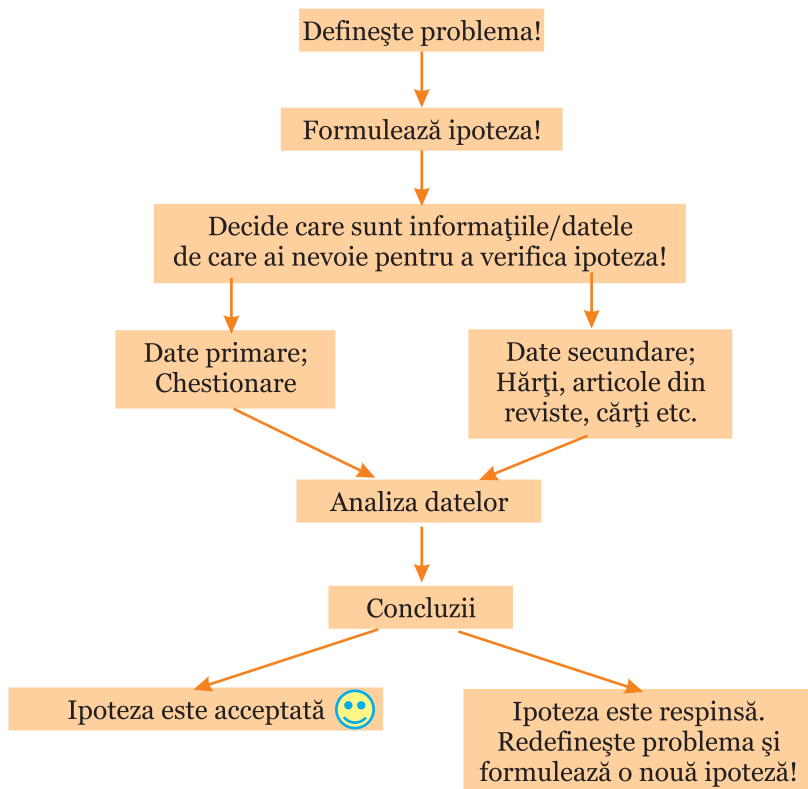 Defineşte problema!
Formulează ipoteza!
Decide care sunt informaţiile/datele
de care ai nevoie pentru a verifica ipoteza!
Date primare;
Chestionare
Date secundare;
Hărţi, articole din
reviste, cărţi etc.
Analiza datelor
Concluzii
Ipoteza este acceptată
Ipoteza este respinsă.
Redefineşte problema şi
formulează o nouă ipoteză!